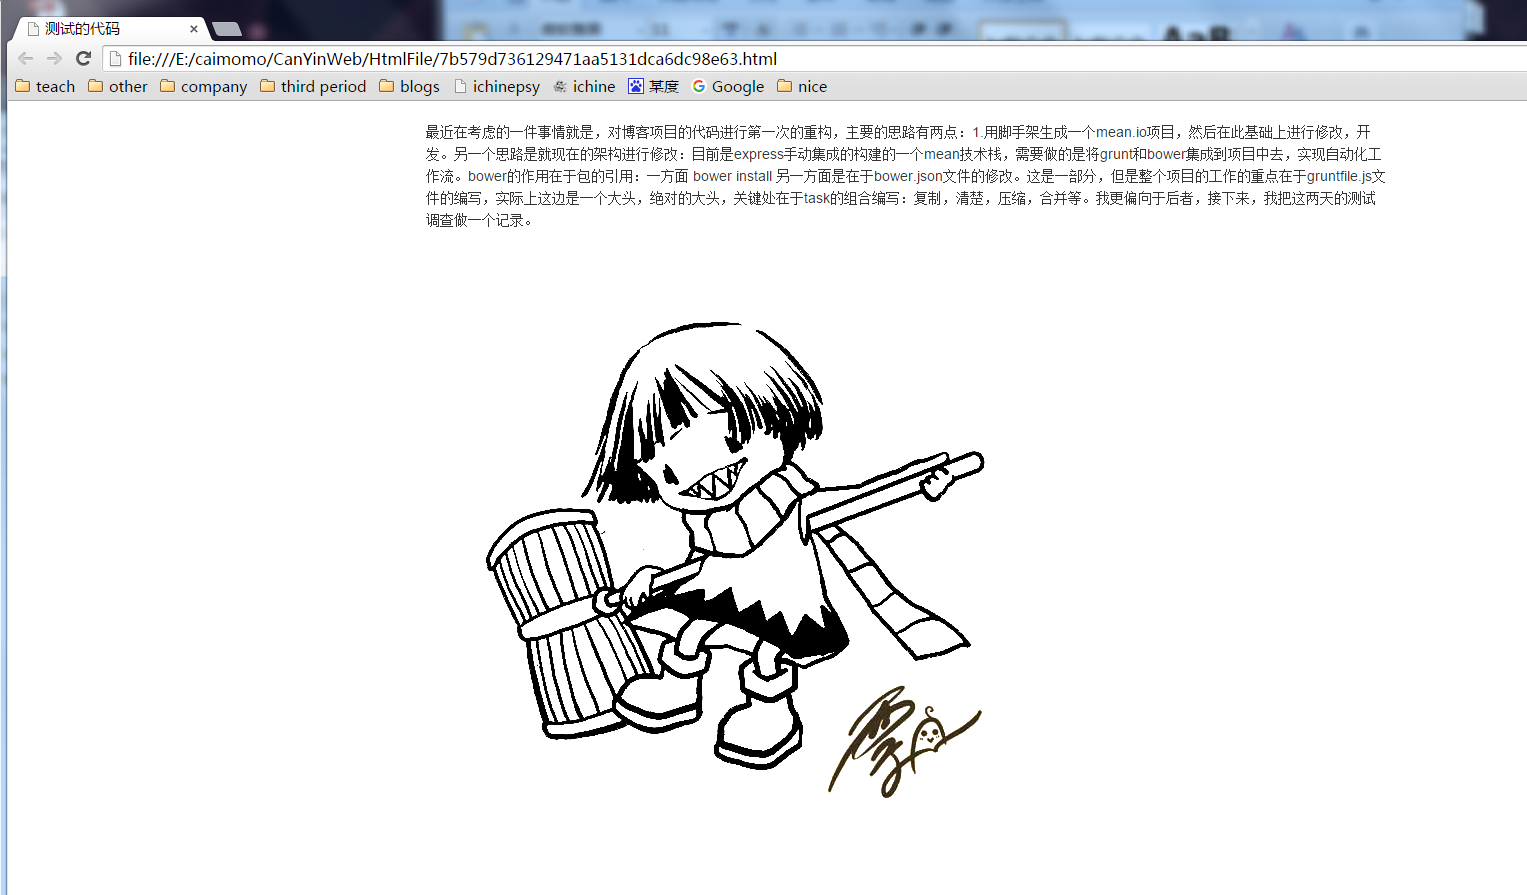 测试的代码
file:///E:/caimomo/CanYinWeb/HtmlFile/7b579d736129471aa5131dca6dc98e63.html
teach other company third period blogs ichinepsy ichine 某度 Google nice
最近在考虑的一件事情就是，对博客项目的代码进行第一次的重构，主要的思路有两点：1.用脚手架生成一个mean.io项目，然后在此基础上进行修改，开
发。另一个思路是就现在的架构进行修改：目前是express手动集成的构建的一个mean技术栈，需要做的是将grunt和bower集成到项目中去，实现自动化工
作流。bower的作用在于包的引用：一方面 bower install 另一方面是在于bower.json文件的修改。这是一部分，但是整个项目的工作的重点在于gruntfile.js文
件的编写，实际上这边是一个大头，绝对的大头，关键处在于task的组合编写：复制，清楚，压缩，合并等。我更偏向于后者，接下来，我把这两天的测试
调查做一个记录。